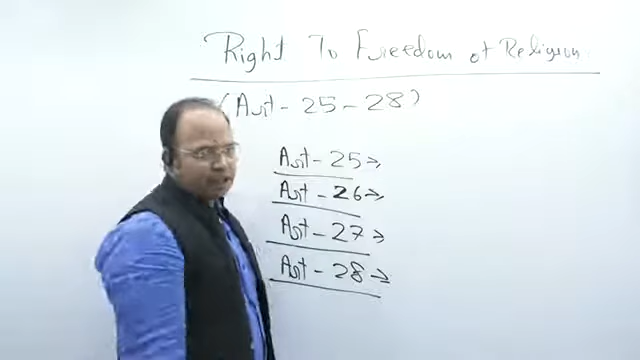 Right To Freedom of Religion
(Art - 25 - 28)
Art - 25 →
Art - 26 →
Art - 27 →
Art - 28 →